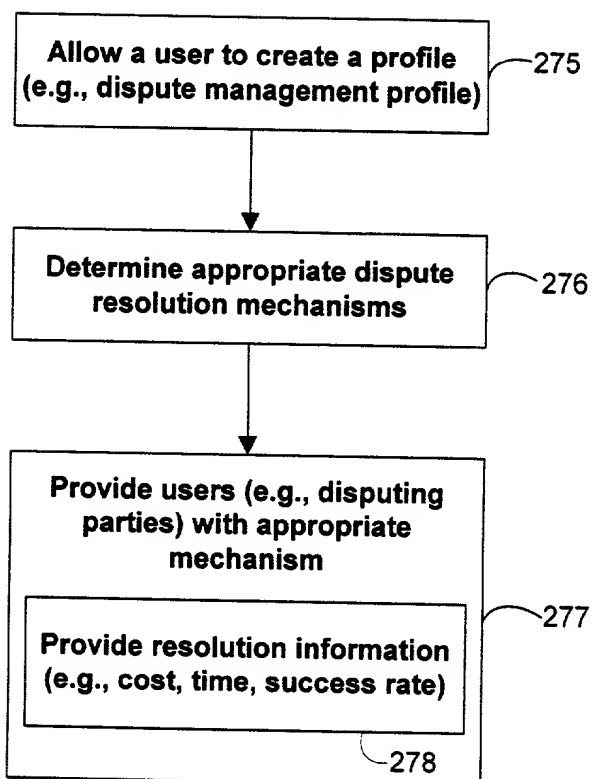 Allow a user to create a profile
(e.g., dispute management profile)
275
Determine appropriate dispute
resolution mechanisms
276
Provide users (e.g., disputing
parties) with appropriate
mechanism
277
Provide resolution information
(e.g., cost, time, success rate)
278